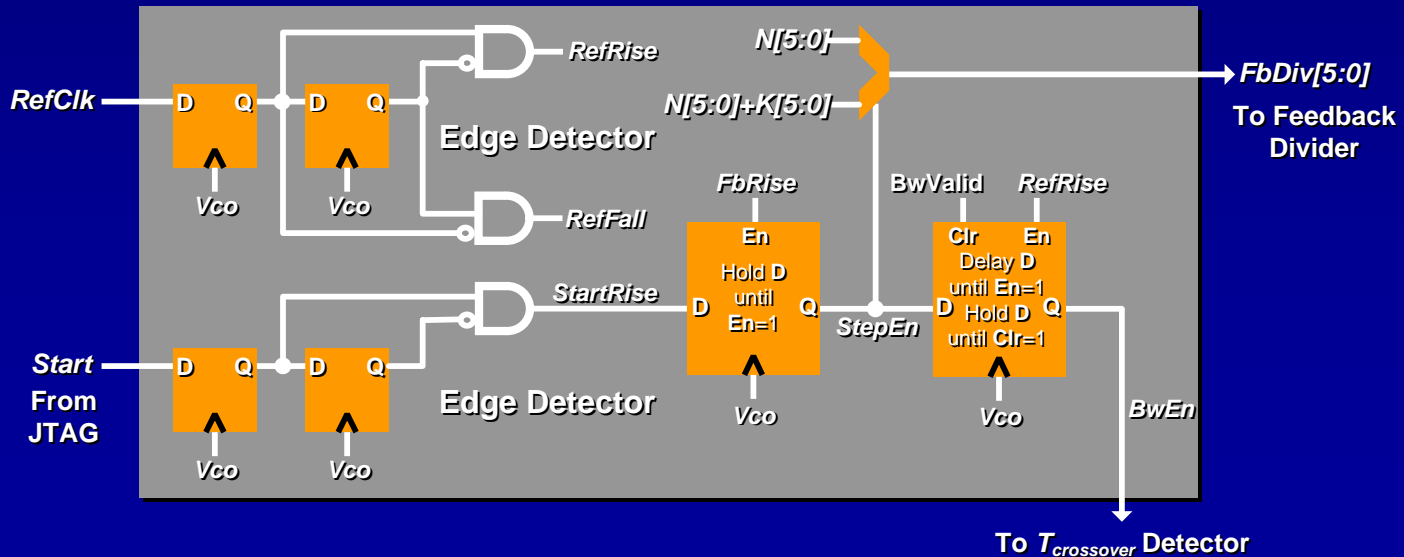 N[5:0]
RefRise
RefClk
D Q D Q
FbDiv[5:0]
N[5:0]+K[5:0]
To Feedback
Divider
Edge Detector
Vco Vco
FbRise
BwValid RefRise
RefFall
En
Clr En
Hold D
until
En=1
Delay D
until En=1
Hold D
until Clr=1
StartRise
D Q
StepEn
D Q
Start
From
JTAG
D Q D Q
Edge Detector
Vco Vco
Vco
Vco
BwEn
To Tcrossover Detector